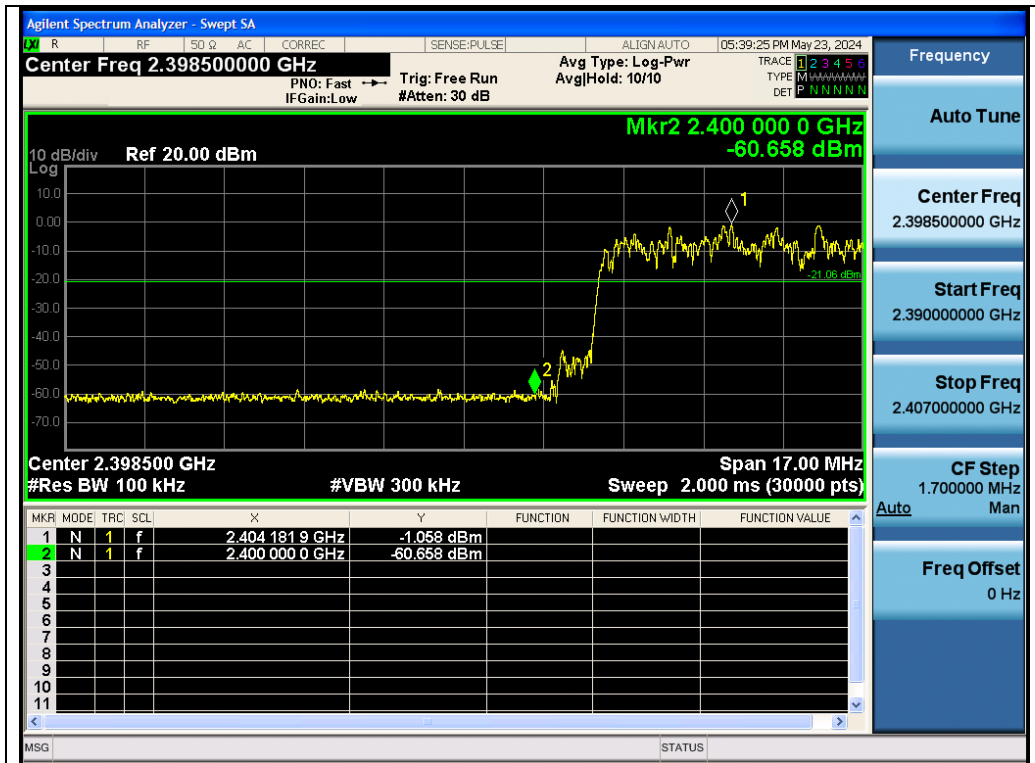 Agilent Spectrum Analyzer - Swept SA
LXI R RF 50 Ω AC CORREC SENSE:PULSE ALIGN AUTO 05:39:25 PM May 23, 2024
Center Freq 2.398500000 GHz
PNO: Fast
IFGain:Low
Trig: Free Run
#Atten: 30 dB
Avg Type: Log-Pwr
Avg|Hold: 10/10
TRACE 1 2 3 4 5 6
TYPE M WWWWW
DET P N N N N N
Mkr2 2.400 000 0 GHz
-60.658 dBm
10 dB/div Ref 20.00 dBm
Log
10.0
0.00
-10.0
-20.0
-30.0
-40.0
-50.0
-60.0
-70.0
1
2
-21.06 dBm
Center 2.398500 GHz Span 17.00 MHz
#Res BW 100 kHz #VBW 300 kHz Sweep 2.000 ms (30000 pts)
MKR MODE TRC SCL X Y FUNCTION FUNCTION WIDTH FUNCTION VALUE
1 N 1 f 2.404 181 9 GHz -1.058 dBm
2 N 1 f 2.400 000 0 GHz -60.658 dBm
3
4
5
6
7
8
9
10
11
MSG STATUS
Frequency
Auto Tune
Center Freq
2.398500000 GHz
Start Freq
2.390000000 GHz
Stop Freq
2.407000000 GHz
CF Step
1.700000 MHz
Auto Man
Freq Offset
0 Hz